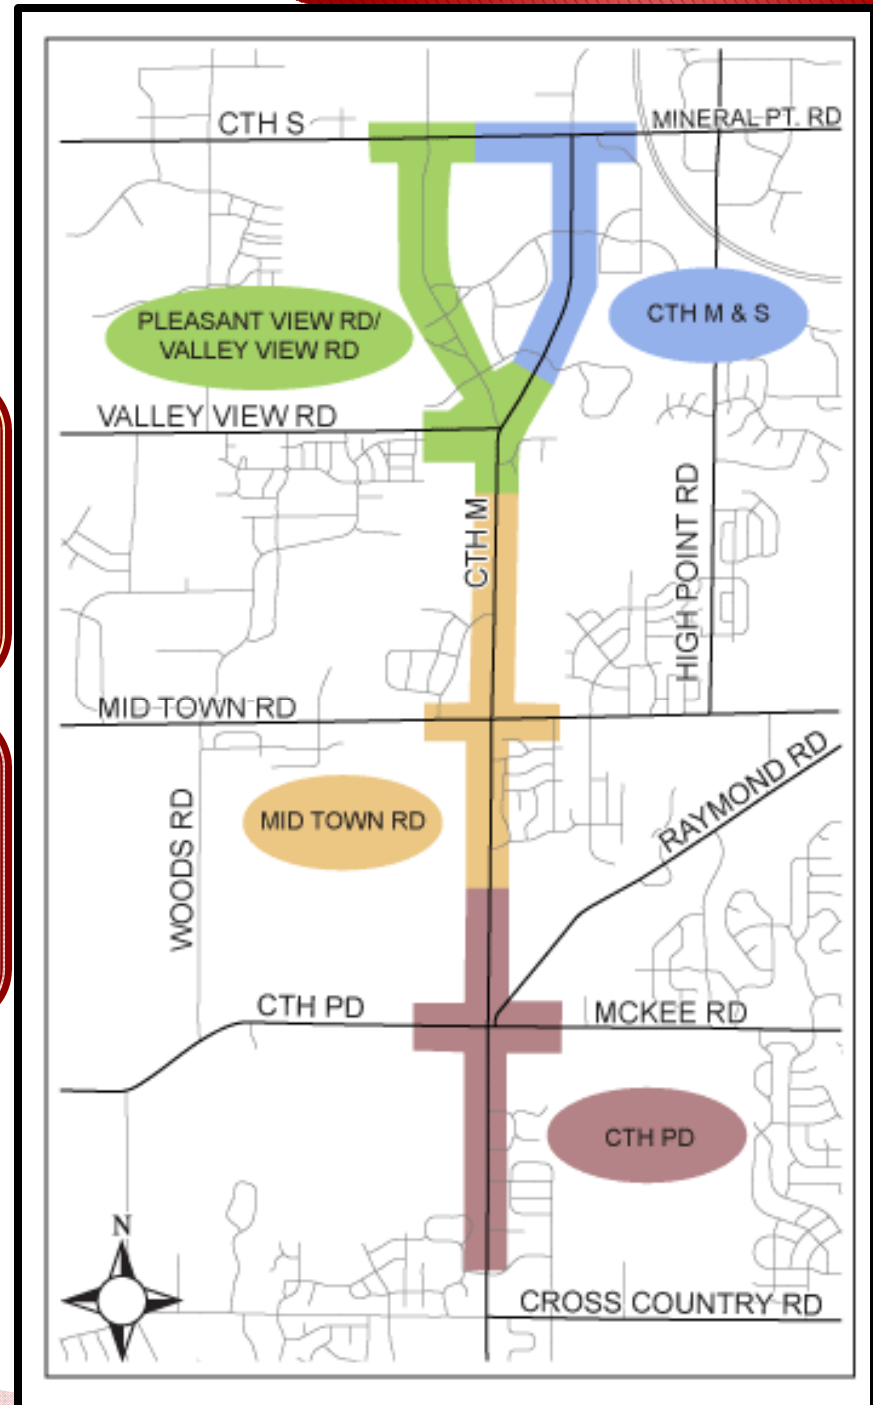 CTH S
MINERAL PT. RD
PLEASANT VIEW RD/
VALLEY VIEW RD
CTH M & S
VALLEY VIEW RD
CTH M
HIGH POINT RD
MID TOWN RD
RAYMOND RD
MID TOWN RD
WOODS RD
CTH PD
MCKEE RD
CTH PD
N
CROSS COUNTRY RD